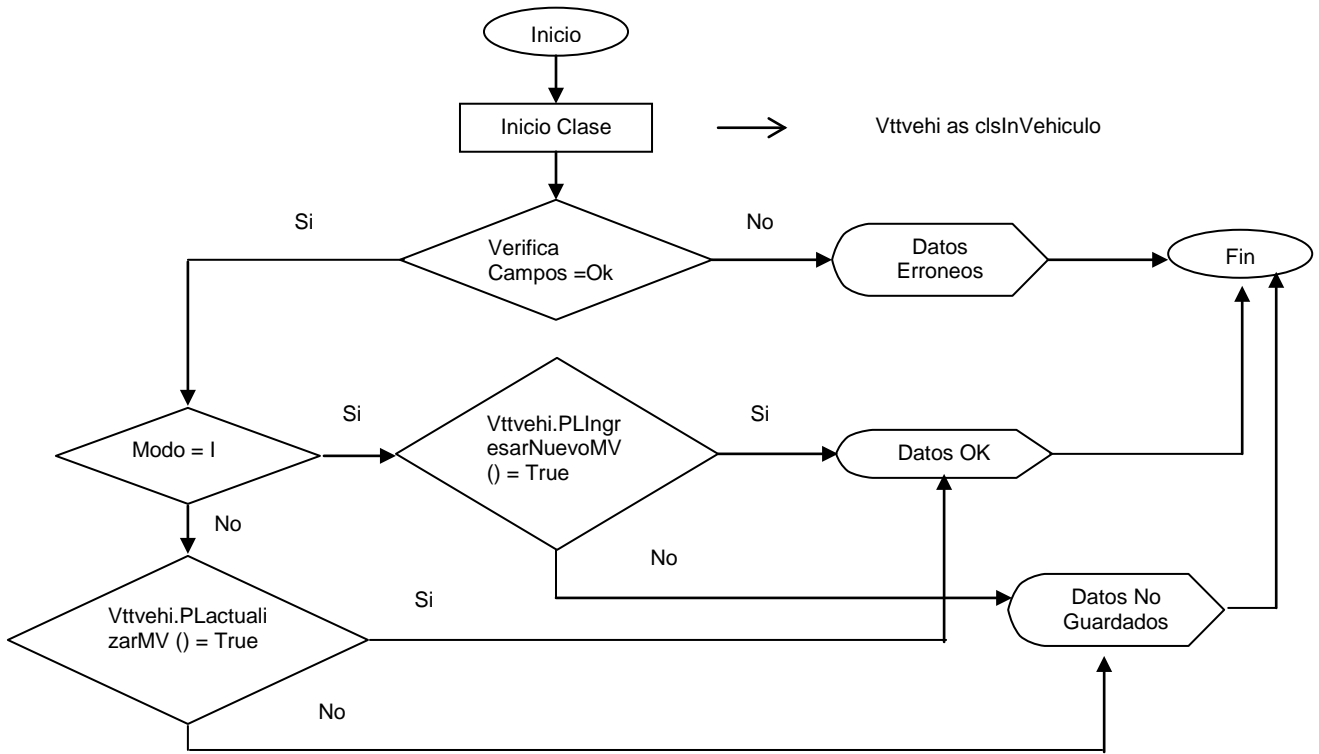 Inicio
Inicio Clase
Vttvehi as clsInVehiculo
Si
No
Verifica
Campos =Ok
Datos
Erroneos
Fin
Modo = I
Si
Vttvehi.PLIngr
esarNuevoMV
() = True
Si
Datos OK
No
No
Vttvehi.PLactuali
zarMV () = True
Si
Datos No
Guardados
No